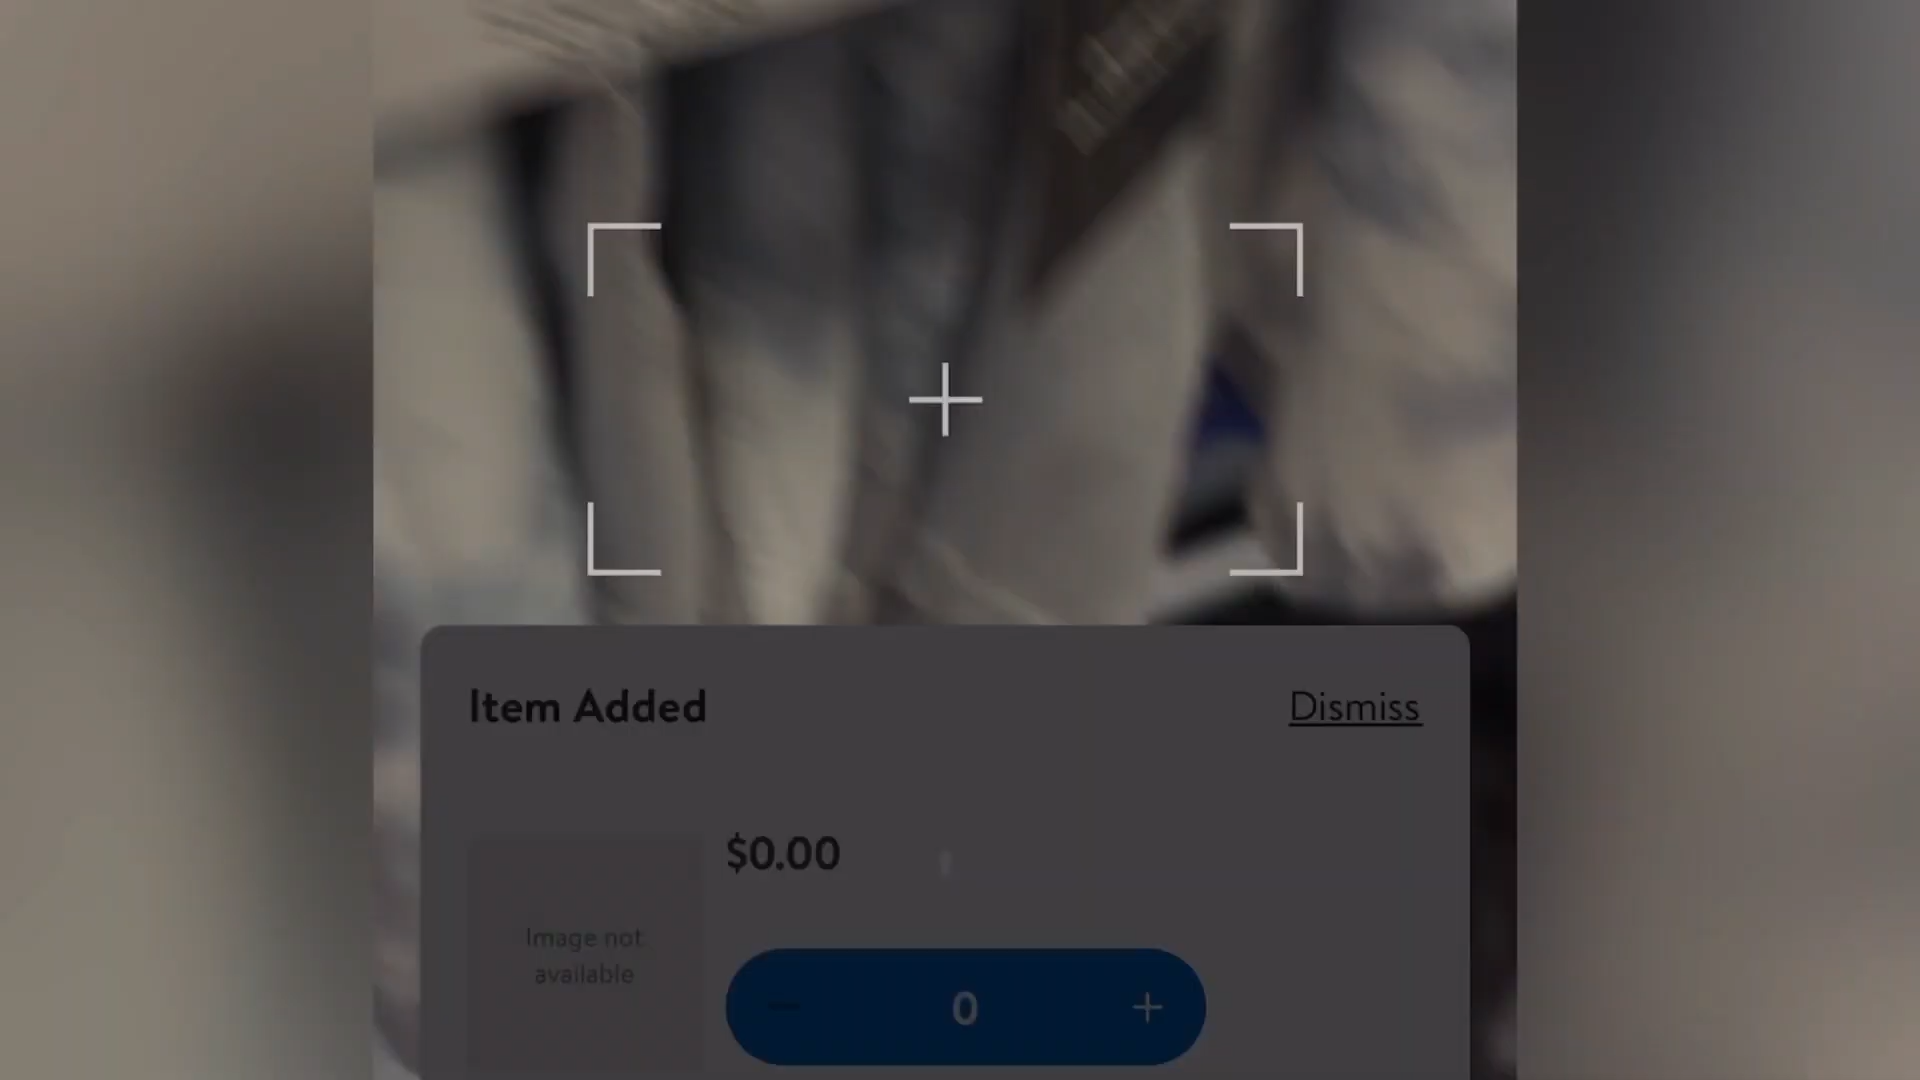 Item Added
Dismiss
$0.00
Image not
available
− 0 +